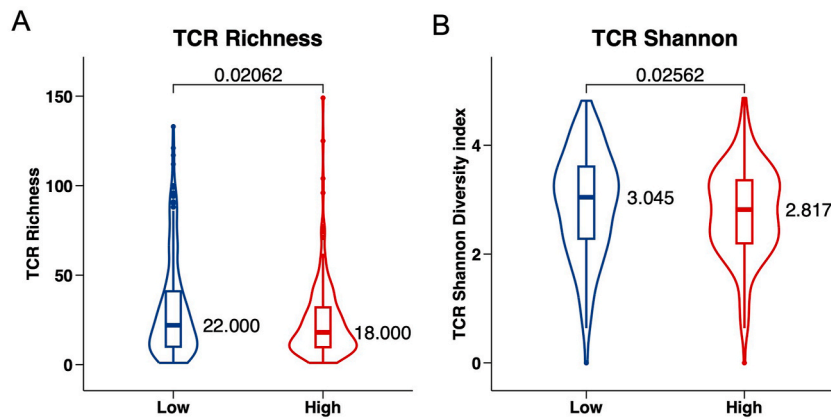 A
TCR Richness
0.02062
TCR Richness
150
100
50
0
22.000
18.000
Low
High
B
TCR Shannon
0.02562
TCR Shannon Diversity index
4
2
0
3.045
2.817
Low
High